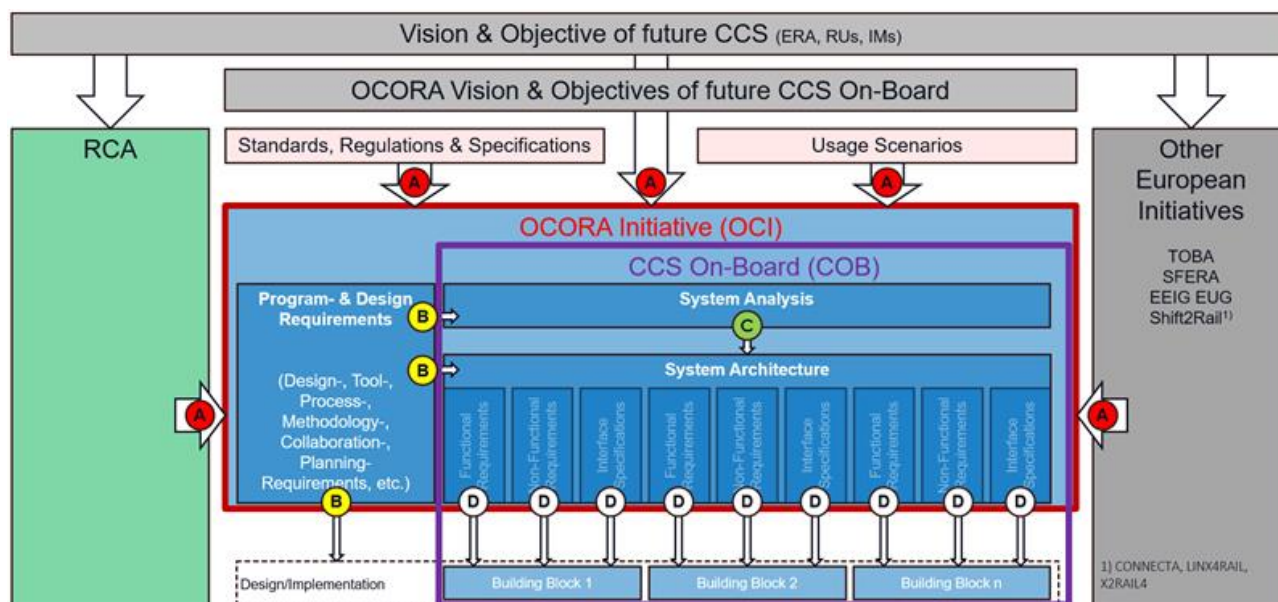 Vision & Objective of future CCS (ERA, RUs, IMs)
OCORA Vision & Objectives of future CCS On-Board
RCA
Standards, Regulations & Specifications
Usage Scenarios
Other
European
Initiatives
TOBA
SFERA
EEIG EUG
Shift2Rail1)
A
A
A
OCORA Initiative (OCI)
CCS On-Board (COB)
Program- & Design
Requirements
B
System Analysis
C
B
System Architecture
(Design-, Tool-,
Process-,
Methodology-,
Collaboration-,
Planning-
Requirements, etc.)
A
A
Functional
Requirements
Non-Functional
Requirements
Interface
Specifications
Functional
Requirements
Non-Functional
Requirements
Interface
Specifications
Functional
Requirements
Non-Functional
Requirements
Interface
Specifications
B
D
D
D
D
D
D
D
D
D
Design/Implementation
Building Block 1
Building Block 2
Building Block n
1) CONNECTA, LINX4RAIL,
X2RAIL4